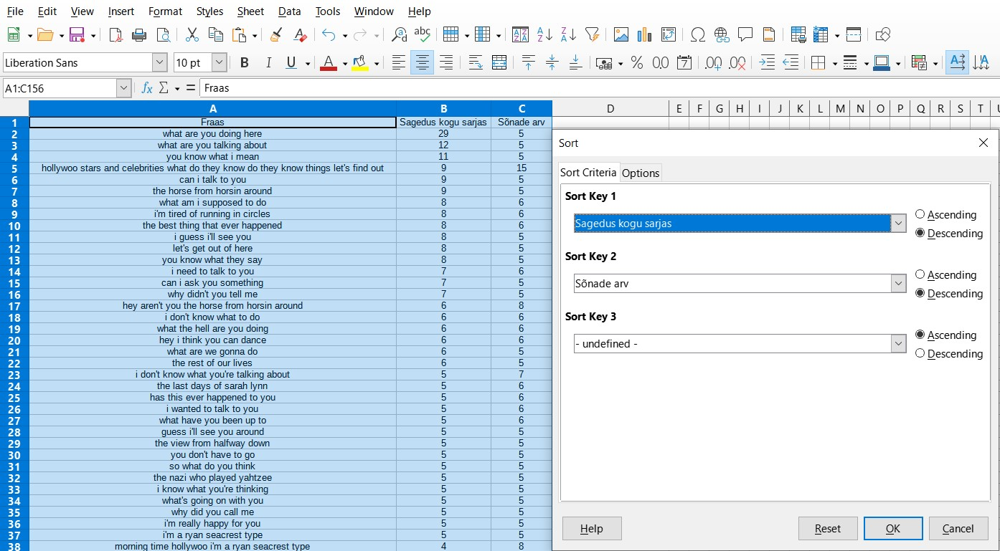 File Edit View Insert Format Styles Sheet Data Tools Window Help
Liberation Sans 10 pt B I U A % 0.0 7 .00 .00
A1:C156 fx Σ = Fraas
A B C D E F G H I J K L M N O P Q R S T
1 Fraas Sagedus kogu sarjas Sõnade arv
2 what are you doing here 29 5
3 what are you talking about 12 5
4 you know what i mean 11 5
5 hollywoo stars and celebrities what do they know do they know things let's find out 9 15
6 can i talk to you 9 5
7 the horse from horsin around 9 5
8 what am i supposed to do 8 6
9 i'm tired of running in circles 8 6
10 the best thing that ever happened 8 6
11 i guess i'll see you 8 5
12 let's get out of here 8 5
13 you know what they say 8 5
14 i need to talk to you 7 6
15 can i ask you something 7 5
16 why didn't you tell me 7 5
17 hey aren't you the horse from horsin around 6 8
18 i don't know what to do 6 6
19 what the hell are you doing 6 6
20 hey i think you can dance 6 6
21 what are we gonna do 6 5
22 the rest of our lives 6 5
23 i don't know what you're talking about 5 7
24 the last days of sarah lynn 5 6
25 has this ever happened to you 5 6
26 i wanted to talk to you 5 6
27 what have you been up to 5 6
28 guess i'll see you around 5 5
29 the view from halfway down 5 5
30 you don't have to go 5 5
31 so what do you think 5 5
32 the nazi who played yahtzee 5 5
33 i know what you're thinking 5 5
34 what's going on with you 5 5
35 why did you call me 5 5
36 i'm really happy for you 5 5
37 i'm a ryan seacrest type 5 5
38 morning time hollywoo i'm a ryan seacrest type 4 8
Sort
Sort Criteria Options
Sort Key 1
Sagedus kogu sarjas
Ascending
Descending
Sort Key 2
Sõnade arv
Ascending
Descending
Sort Key 3
- undefined -
Ascending
Descending
Help Reset OK Cancel